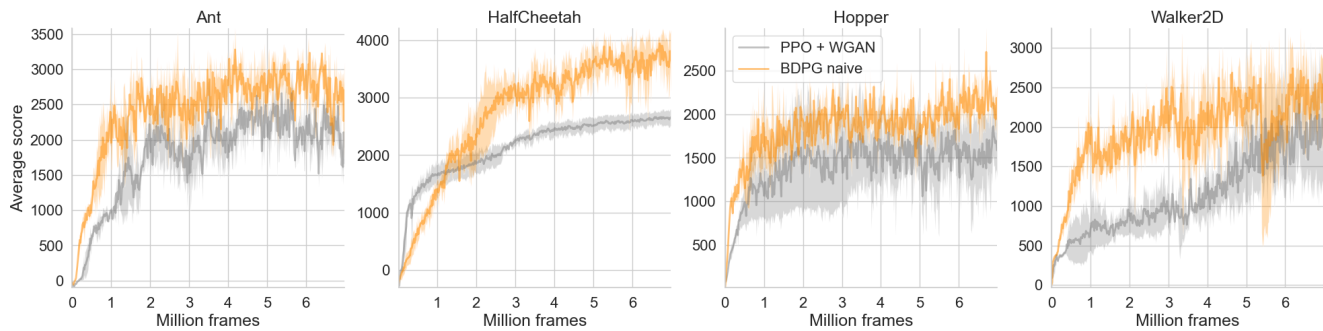 Ant
Average score
3500
3000
2500
2000
1500
1000
500
0
0 1 2 3 4 5 6
Million frames
HalfCheetah
4000
3000
2000
1000
0
1 2 3 4 5 6
Million frames
Hopper
PPO + WGAN
BDPG naive
2500
2000
1500
1000
500
0 1 2 3 4 5 6
Million frames
Walker2D
3000
2500
2000
1500
1000
500
0
0 1 2 3 4 5 6
Million frames